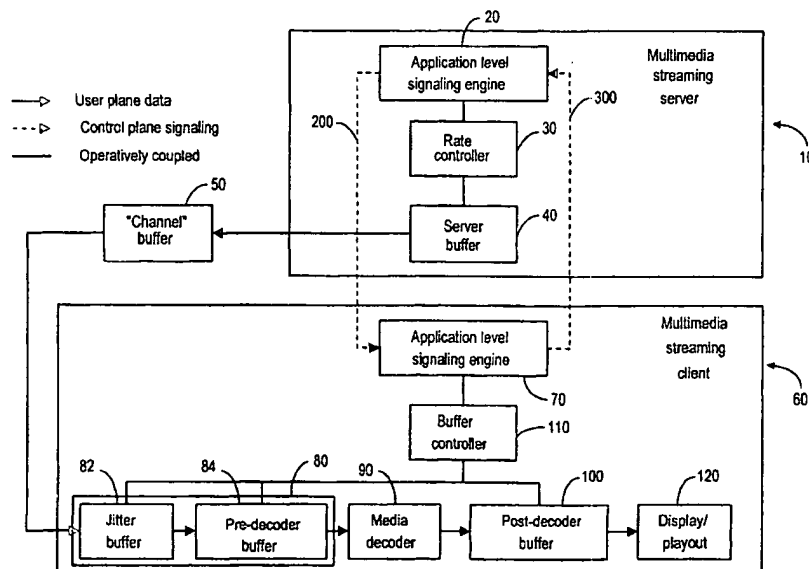 20
Application level
signaling engine
Multimedia
streaming
server
User plane data
Control plane signaling
Operatively coupled
200
300
30
Rate
controller
10
50
"Channel"
buffer
40
Server
buffer
Application level
signaling engine
Multimedia
streaming
client
70
60
Buffer
controller
110
82
84
80
90
100
120
Jitter
buffer
Pre-decoder
buffer
Media
decoder
Post-decoder
buffer
Display/
playout